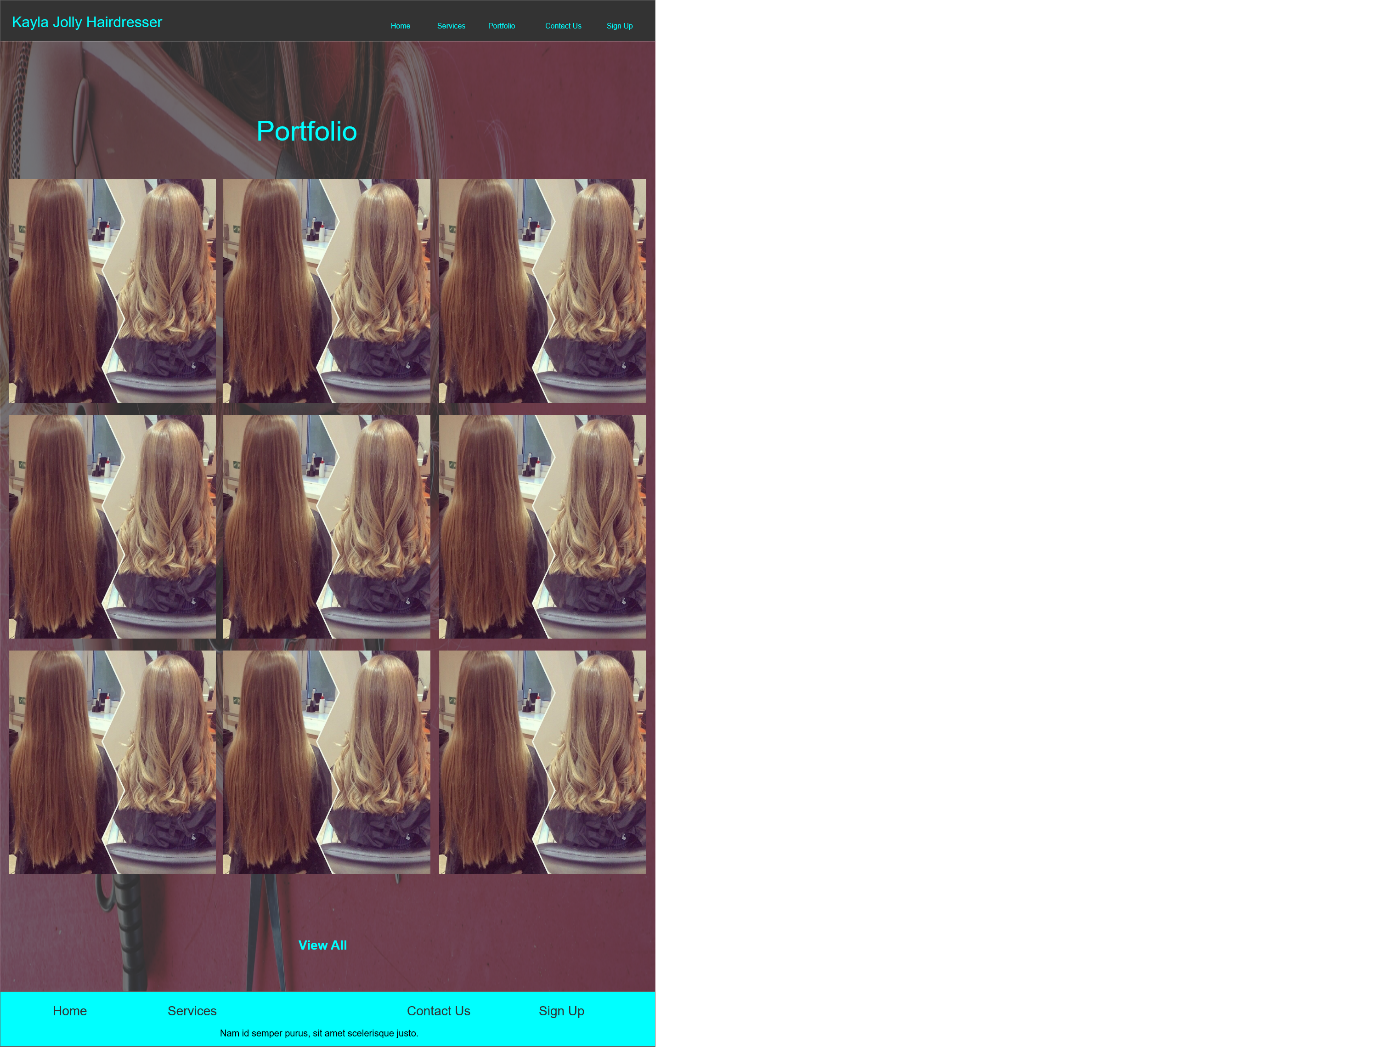 Kayla Jolly Hairdresser
Home Services Portfolio Contact Us Sign Up
Portfolio
View All
Home Services Contact Us Sign Up
Nam id semper purus, sit amet scelerisque justo.